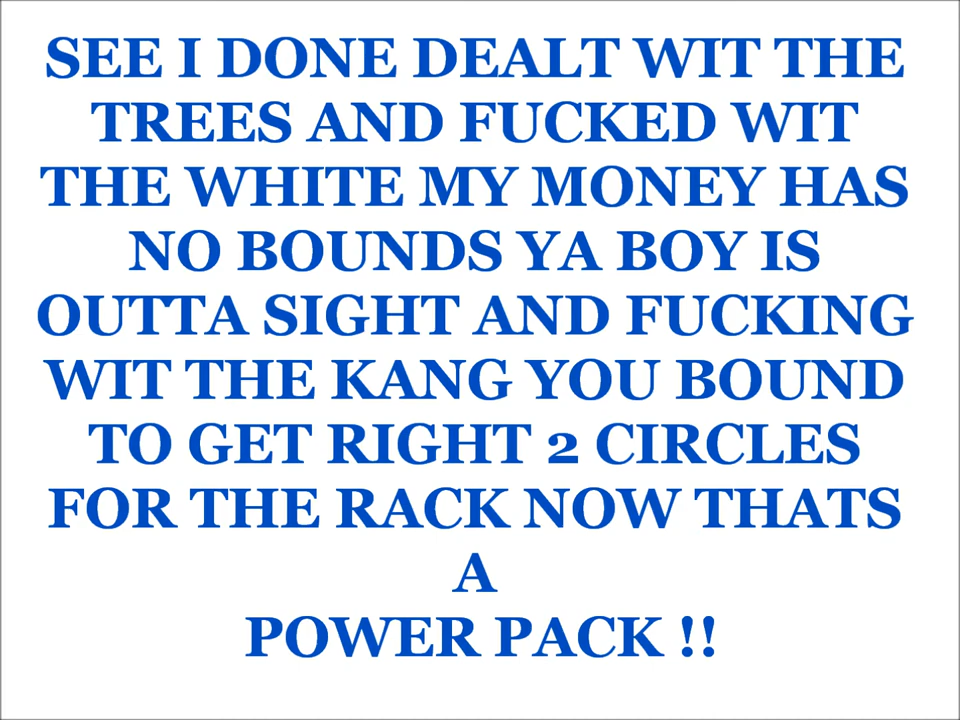 SEE I DONE DEALT WIT THE
TREES AND FUCKED WIT
THE WHITE MY MONEY HAS
NO BOUNDS YA BOY IS
OUTTA SIGHT AND FUCKING
WIT THE KANG YOU BOUND
TO GET RIGHT 2 CIRCLES
FOR THE RACK NOW THATS
A
POWER PACK !!